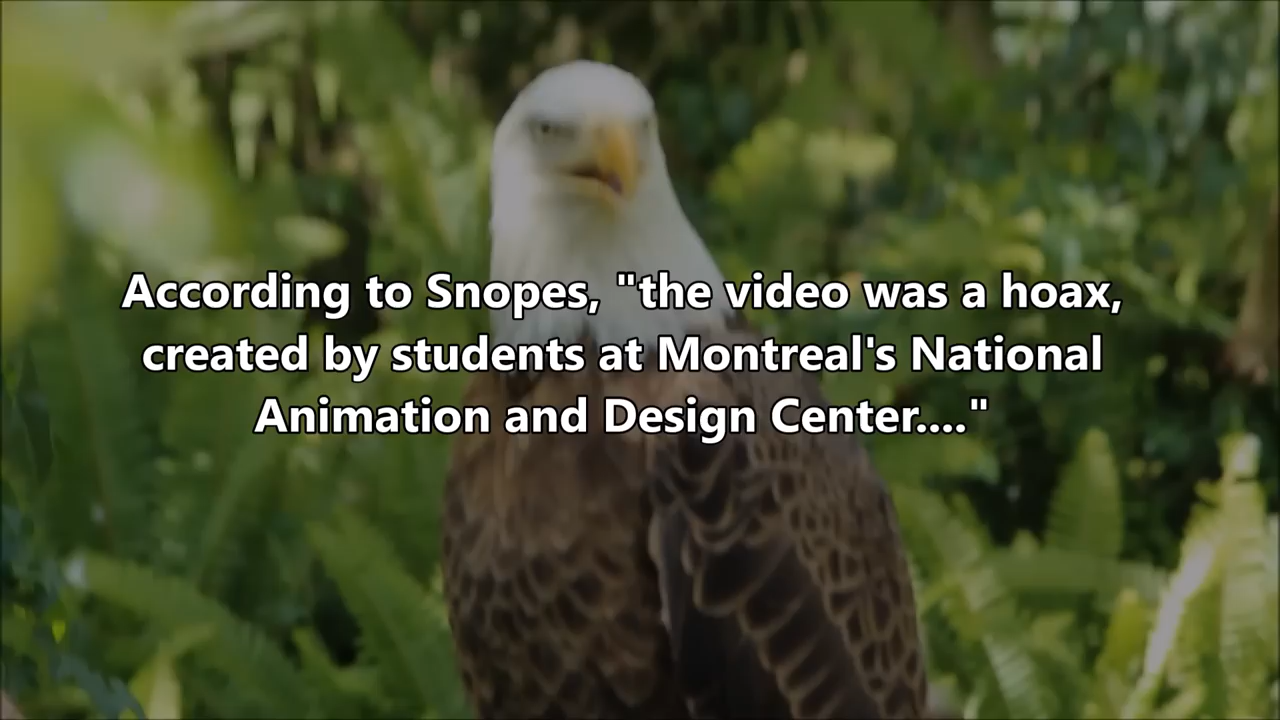 According to Snopes, "the video was a hoax,
created by students at Montreal's National
Animation and Design Center...."